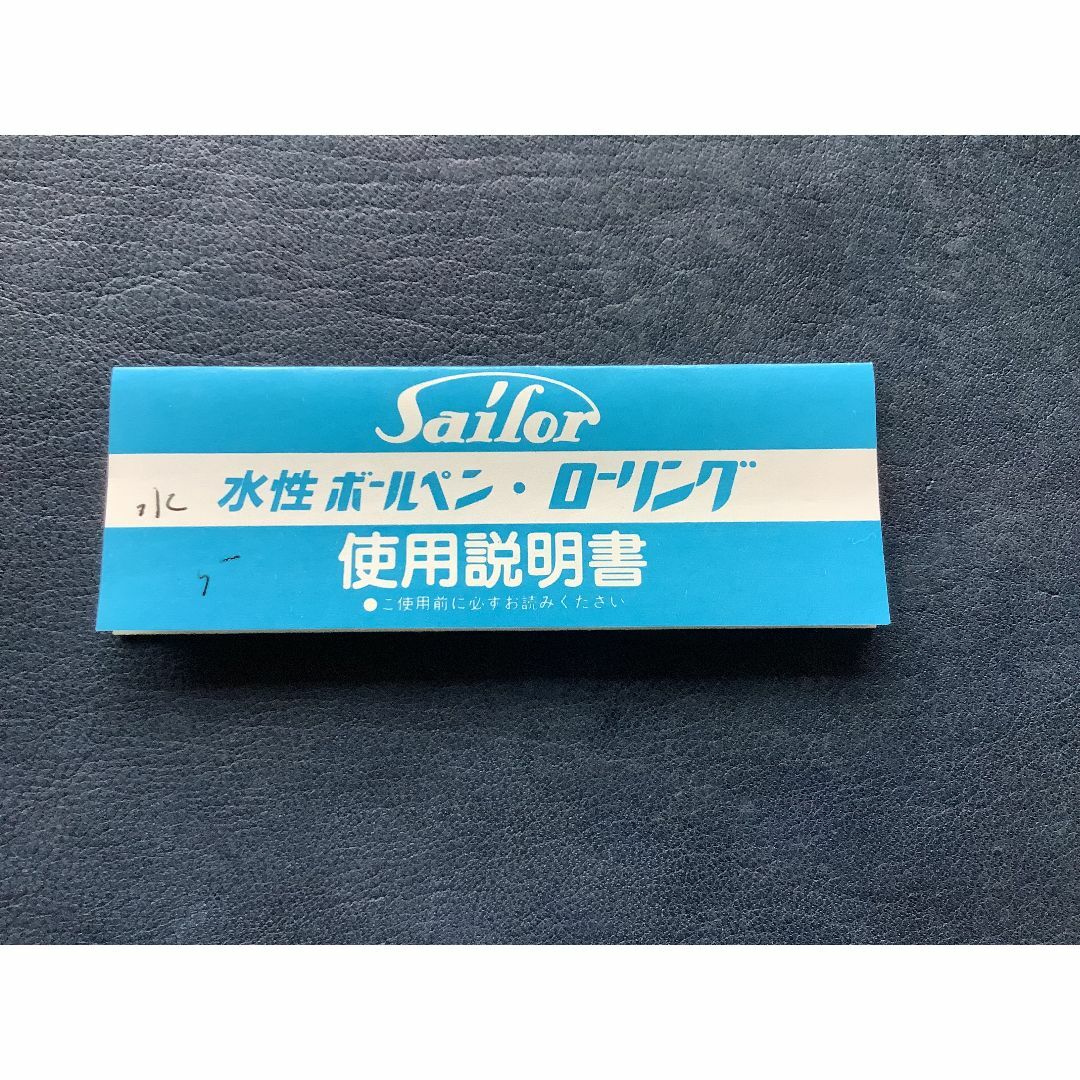 Sailor
水性ボールペン・ローリング
水
使用説明書
●ご使用前に必ずお読みください